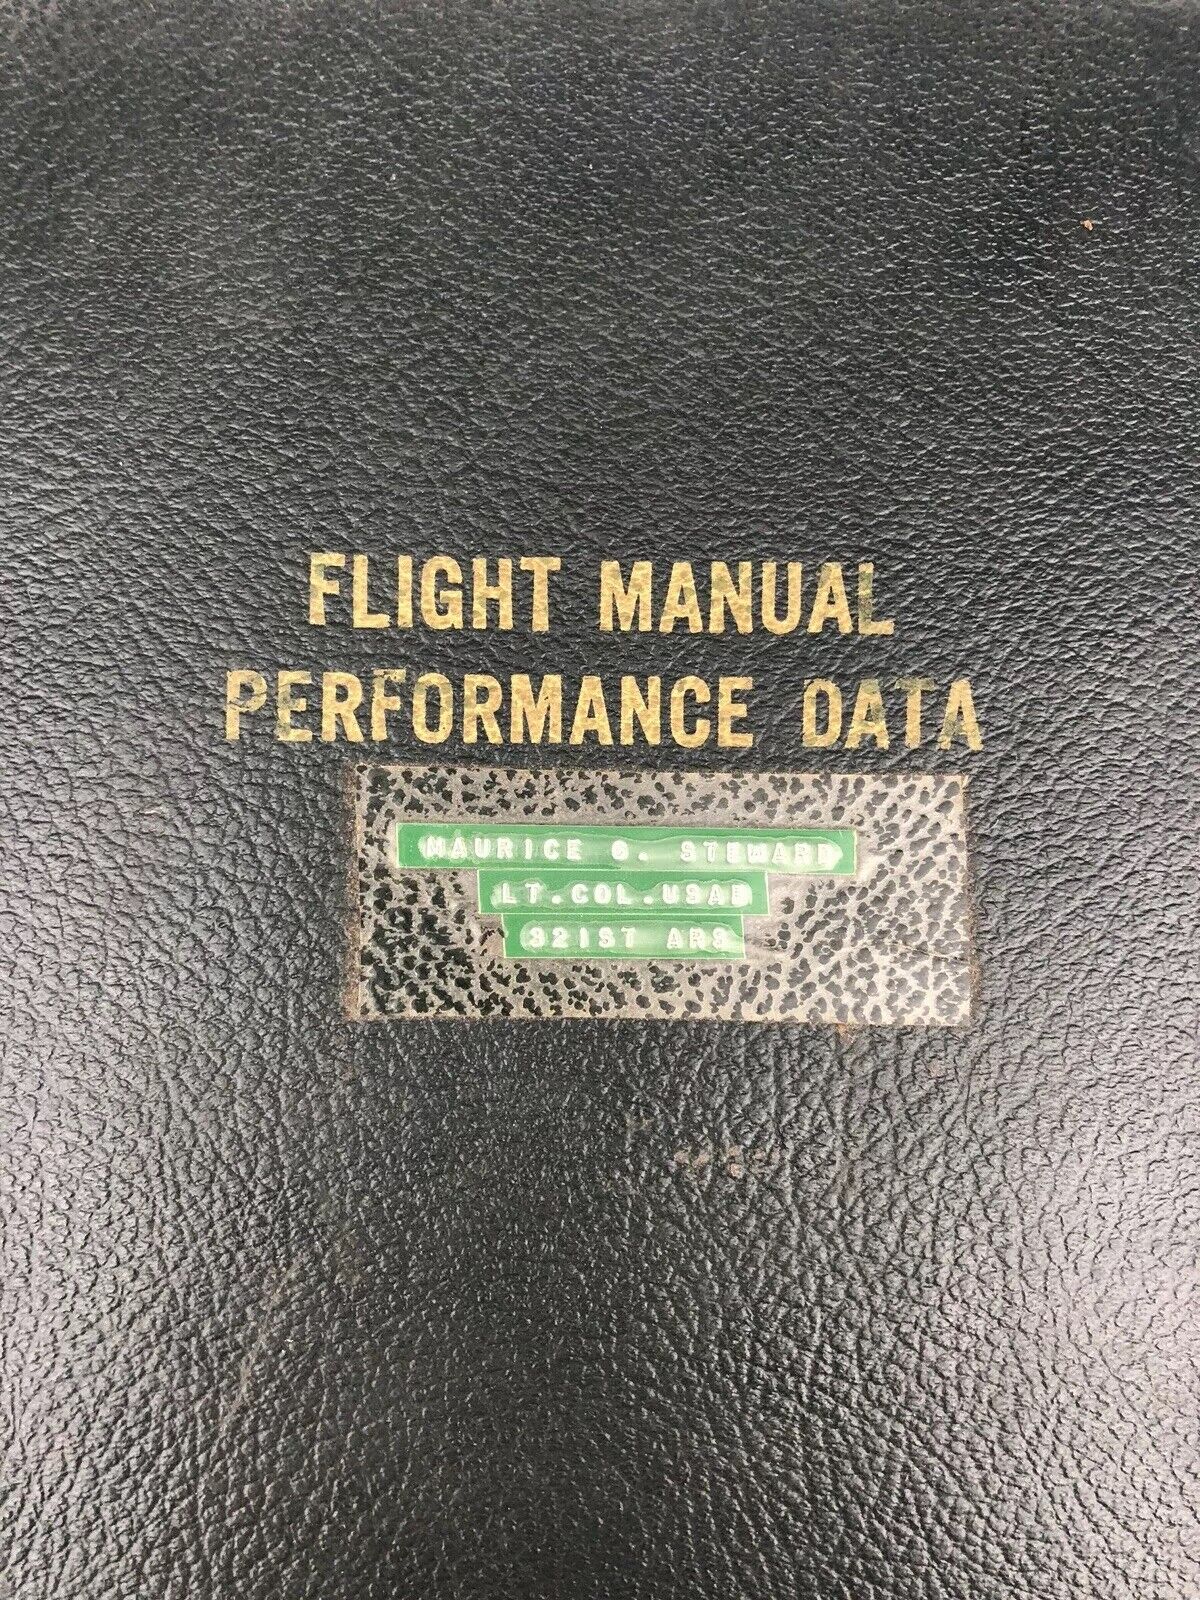 FLIGHT MANUAL
PERFORMANCE DATA
MAURICE G. STEWARD
LT.COL.USAF
321ST ARS